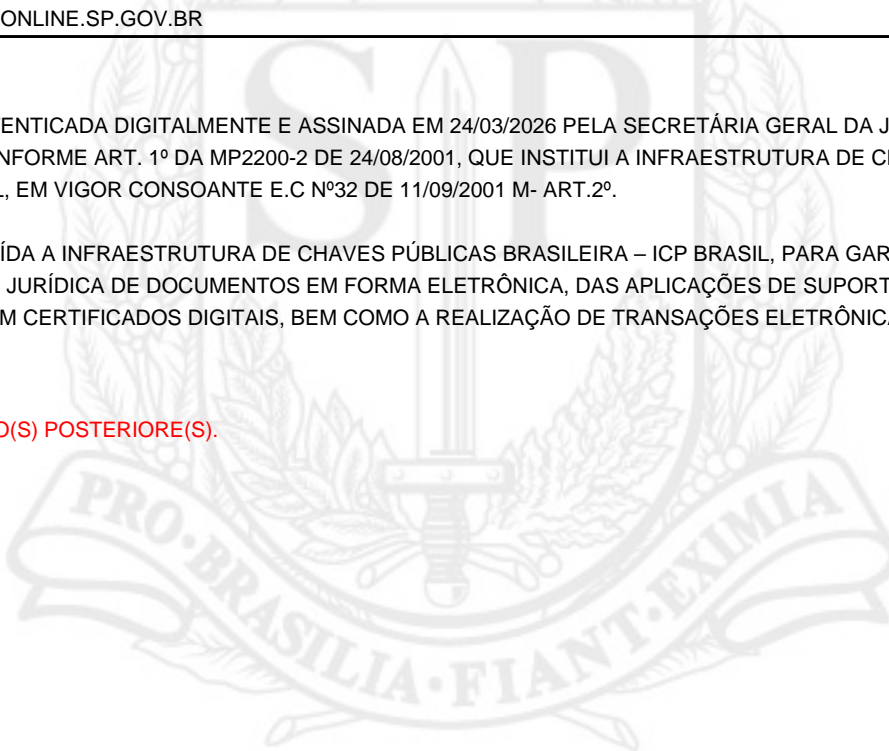 ONLINE.SP.GOV.BR
TENTICADA DIGITALMENTE E ASSINADA EM 24/03/2026 PELA SECRETÁRIA GERAL DA J
NFORME ART. 1º DA MP2200-2 DE 24/08/2001, QUE INSTITUI A INFRAESTRUTURA DE C
L, EM VIGOR CONSOANTE E.C Nº32 DE 11/09/2001 M- ART.2º.
ÍDA A INFRAESTRUTURA DE CHAVES PÚBLICAS BRASILEIRA – ICP BRASIL, PARA GAR
JURÍDICA DE DOCUMENTOS EM FORMA ELETRÔNICA, DAS APLICAÇÕES DE SUPORT
M CERTIFICADOS DIGITAIS, BEM COMO A REALIZAÇÃO DE TRANSAÇÕES ELETRÔNICA
O(S) POSTERIORE(S).
SP
PRO·BRASILIA·FIANT·EXIMIA